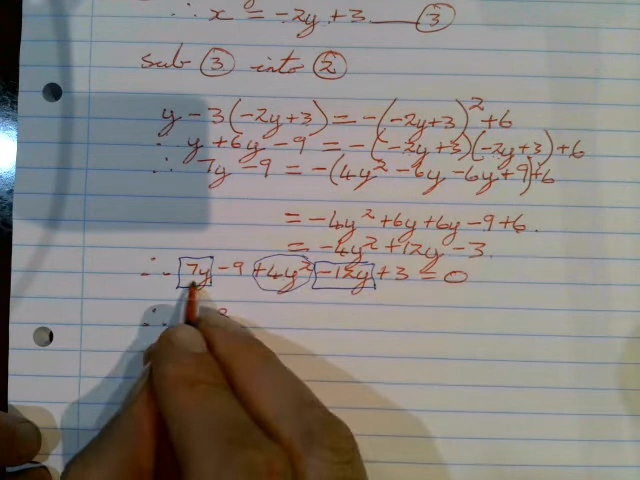 ∴ x = -2y + 3 — ③
sub ③ into ②
y - 3(-2y+3) = -(-2y+3)² + 6
∴ y + 6y - 9 = -(-2y+3)(-2y+3) + 6
∴ 7y - 9 = -(4y² - 6y - 6y + 9) + 6
= -4y² + 6y + 6y - 9 + 6.
= -4y² + 12y - 3.
∴ 7y - 9 + 4y² - 12y + 3 = 0